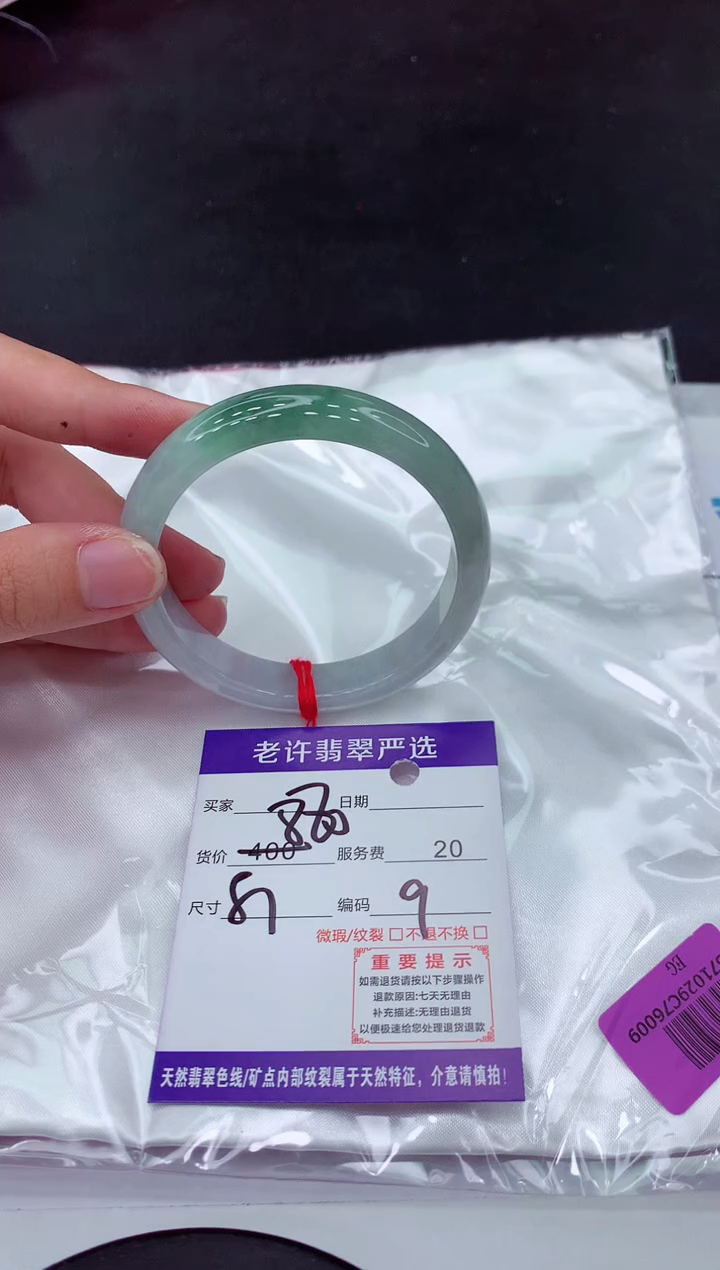 老许翡翠严选
买家 日期
货价 400 服务费 20
尺寸 编码 9
微瑕/纹裂 □ 不退不换 □
重要提示
如需退货请按以下步骤操作
退款原因:七天无理由
补充描述:无理由退货
以便极速给您处理退货退款
天然翡翠色线/矿点内部纹裂属于天然特征，介意请慎拍!
EG